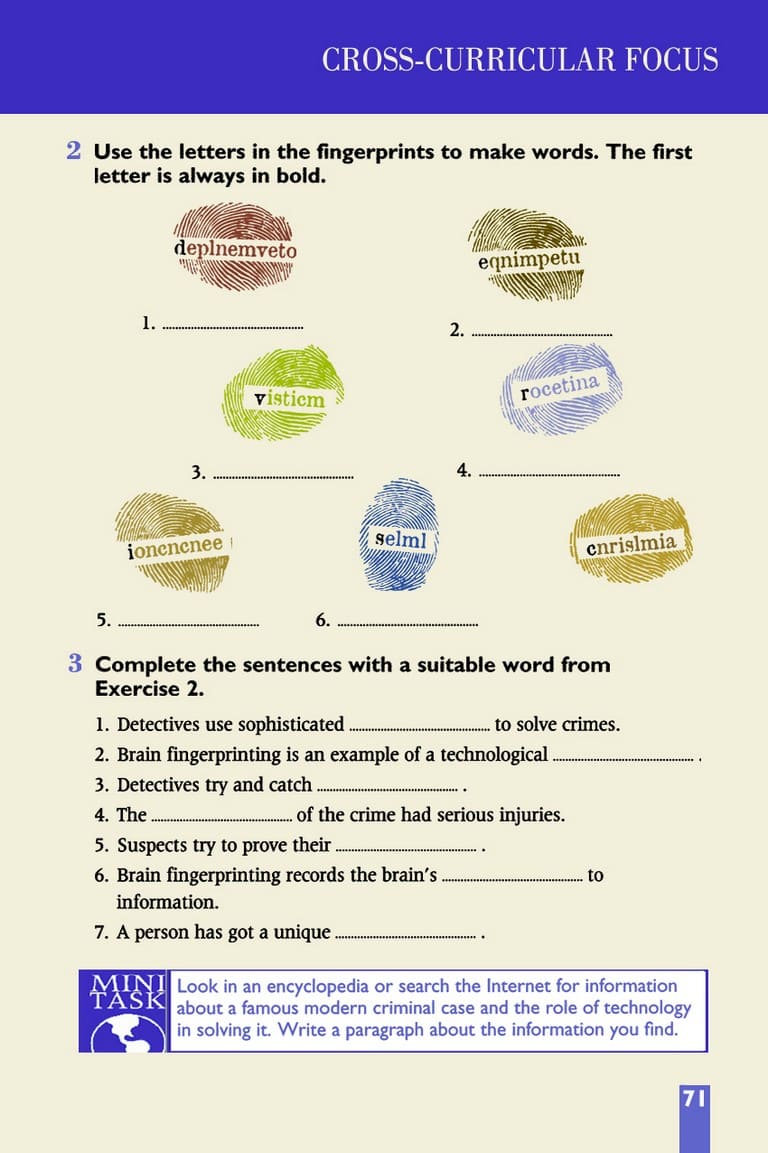 CROSS-CURRICULAR FOCUS
2 Use the letters in the fingerprints to make words. The first
letter is always in bold.
deplnemveto
eqnimpetu
1. ................................
2. ................................
visticm
rocetina
3. ................................
4. ................................
ioncncnee
selml
cnrislmia
5. ................................
6. ................................
3 Complete the sentences with a suitable word from
Exercise 2.
1. Detectives use sophisticated ................................ to solve crimes.
2. Brain fingerprinting is an example of a technological ................................ .
3. Detectives try and catch ................................ .
4. The ................................ of the crime had serious injuries.
5. Suspects try to prove their ................................ .
6. Brain fingerprinting records the brain's ................................ to
information.
7. A person has got a unique ................................ .
MINI
TASK
Look in an encyclopedia or search the Internet for information
about a famous modern criminal case and the role of technology
in solving it. Write a paragraph about the information you find.
71